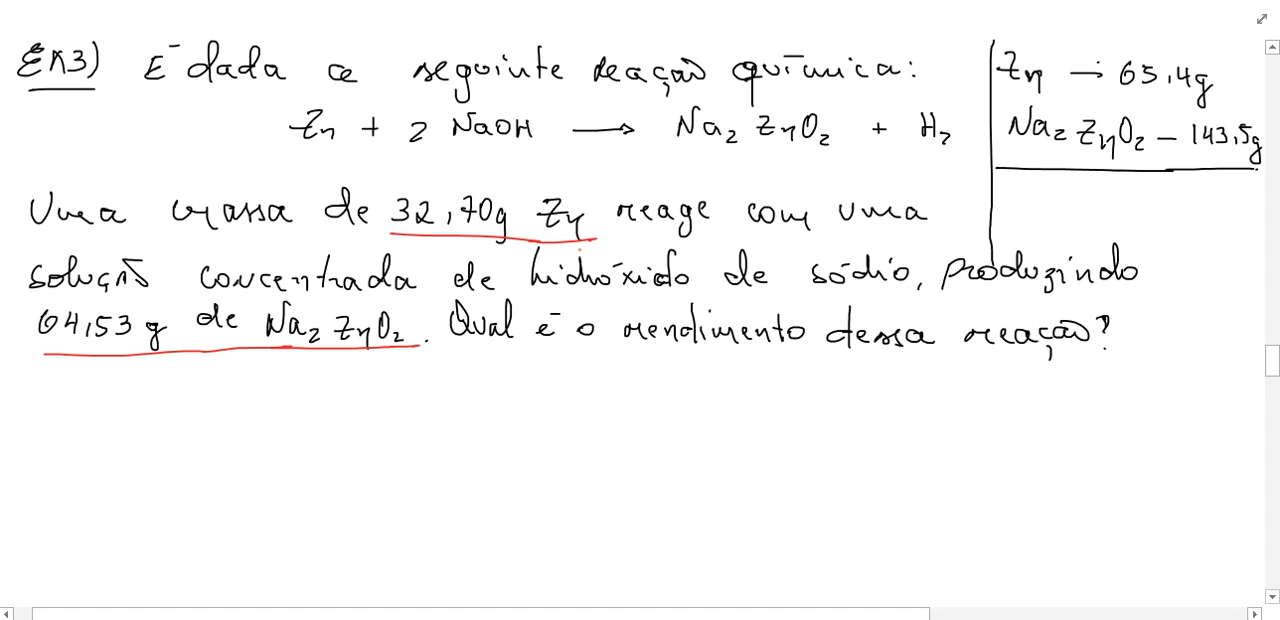 Ex3) É dada a seguinte reação química:
Zn + 2 NaOH → Na₂ZnO₂ + H₂
Zn – 65,4g
Na₂ZnO₂ – 143,5g
Uma massa de 32,70g Zn reage com uma
solução concentrada de hidróxido de sódio, produzindo
64,53g de Na₂ZnO₂. Qual é o rendimento dessa reação?